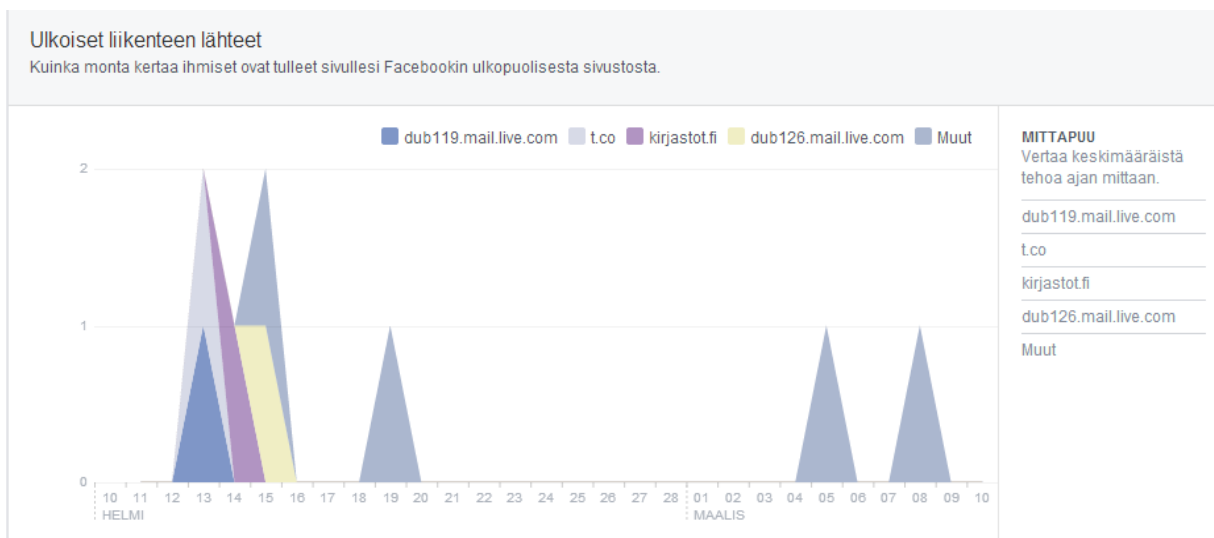 Ulkoiset liikenteen lähteet
Kuinka monta kertaa ihmiset ovat tulleet sivullesi Facebookin ulkopuolisesta sivustosta.
dub119.mail.live.com t.co kirjastot.fi dub126.mail.live.com Muut
2
1
0
10 11 12 13 14 15 16 17 18 19 20 21 22 23 24 25 26 27 28 01 02 03 04 05 06 07 08 09 10
HELMI MAALIS
MITTAPUU
Vertaa keskimääräistä
tehoa ajan mittaan.
dub119.mail.live.com
t.co
kirjastot.fi
dub126.mail.live.com
Muut